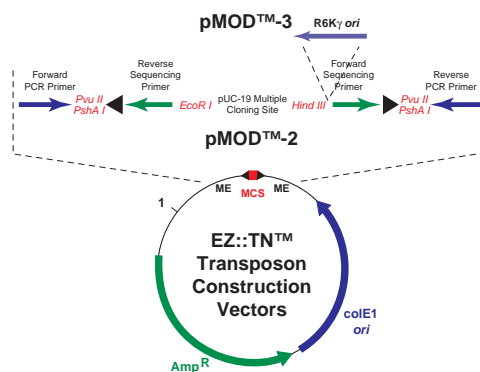 pMOD™-3
R6Kγ ori
Forward
PCR Primer
Pvu II
PshA I
Reverse
Sequencing
Primer
EcoR I
pUC-19 Multiple
Cloning Site
Hind III
Forward
Sequencing
Primer
Pvu II
PshA I
Reverse
PCR Primer
pMOD™-2
ME
MCS
ME
1
EZ::TN™
Transposon
Construction
Vectors
colE1
ori
Amp R